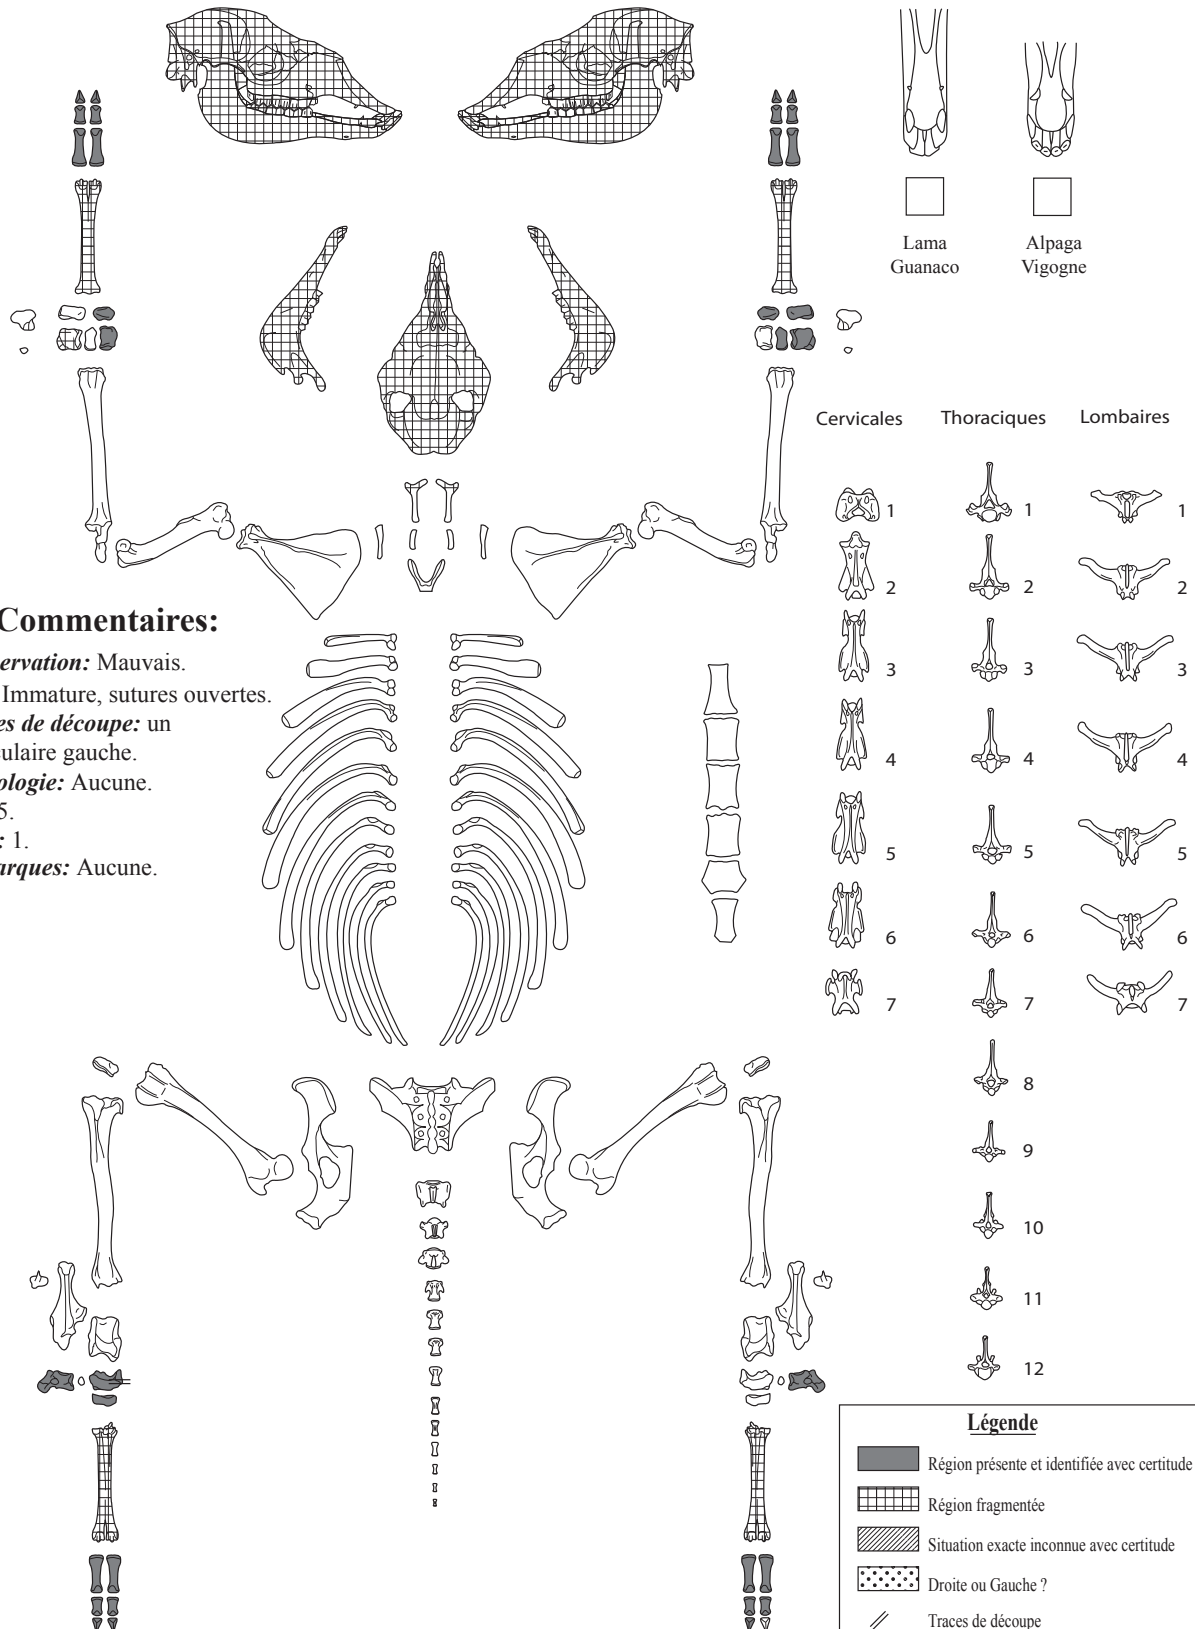 Lama
Guanaco
Alpaga
Vigogne
Cervicales
Thoraciques
Lombaires
1
2
3
4
5
6
7
1
2
3
4
5
6
7
8
9
10
11
12
1
2
3
4
5
6
7
Commentaires:
ervation: Mauvais.
Immature, sutures ouvertes.
es de découpe: un
culaire gauche.
ologie: Aucune.
5.
: 1.
arques: Aucune.
Légende
Région présente et identifiée avec certitude
Région fragmentée
Situation exacte inconnue avec certitude
Droite ou Gauche ?
Traces de découpe